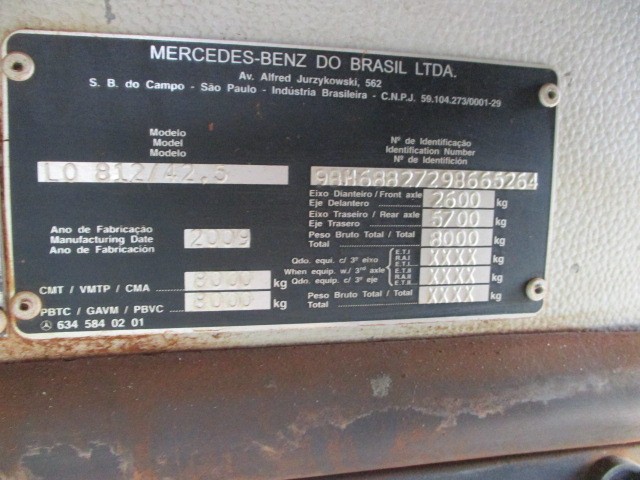 MERCEDES-BENZ DO BRASIL LTDA.
Av. Alfred Jurzykowski, 562
S. B. do Campo - São Paulo - Indústria Brasileira - C.N.P.J. 59.104.273/0001-29
Modelo
Model
Modelo
LO 812/42,5
Nº de Identificação
Identification Number
Nº de Identifición
Eixo Dianteiro / Front axle
Eje Delantero
2600 kg
Eixo Traseiro / Rear axle
Eje Trasero
5700 kg
Peso Bruto Total / Total
Total
8000 kg
Ano de Fabricação
Manufacturing Date
Ano de Fabricación
2009
Qdo. equi. c/ 3º eixo
When equip. w./ 3rd axle
Qdo. equip. c/ 3º eje
XXXX kg
XXXX kg
XXXX kg
CMT / VMTP / CMA
8000 kg
PBTC / GAVM / PBVC
8000 kg
Peso Bruto Total / Total
Total
XXXX kg
634 584 02 01